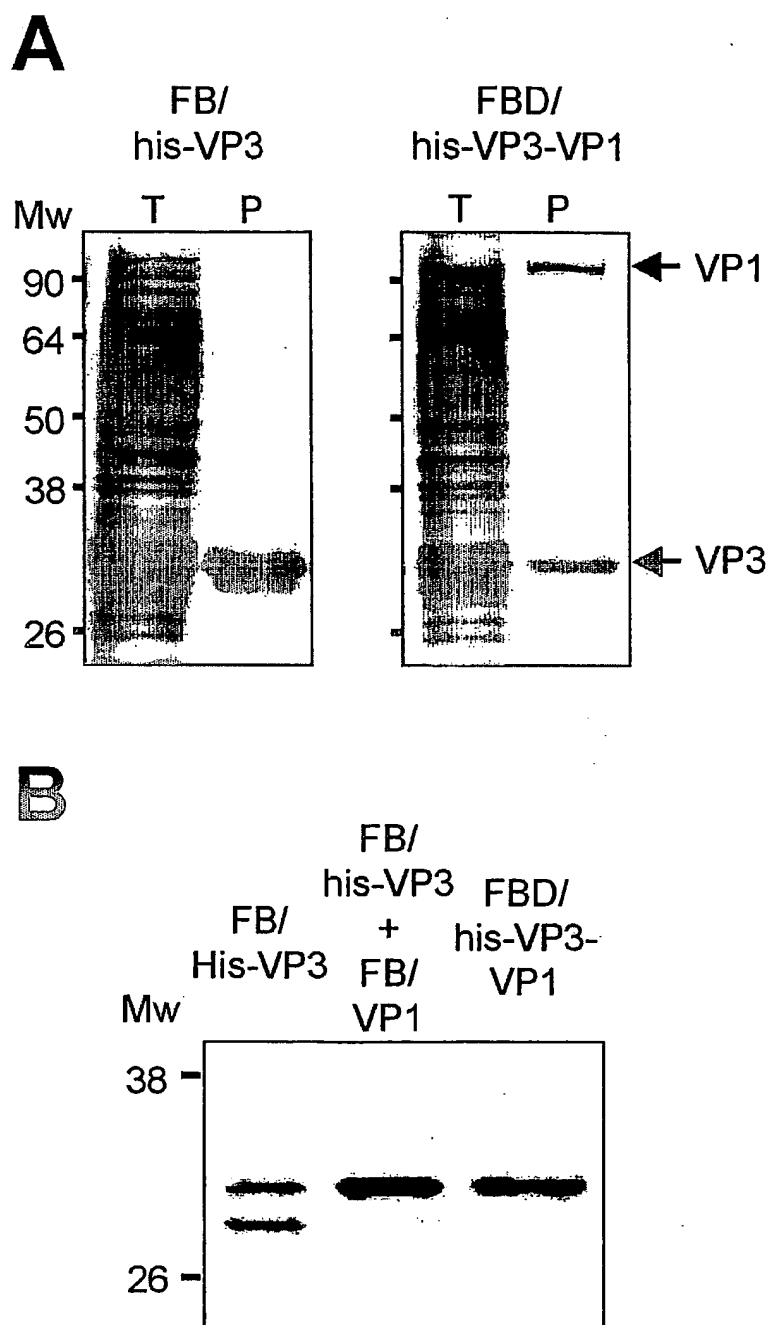 A
FB/
his-VP3
FBD/
his-VP3-VP1
Mw
T
P
T
P
90
64
50
38
26
VP1
VP3
B
FB/
His-VP3
FB/
his-VP3
+
FB/
VP1
FBD/
his-VP3-
VP1
Mw
38
26